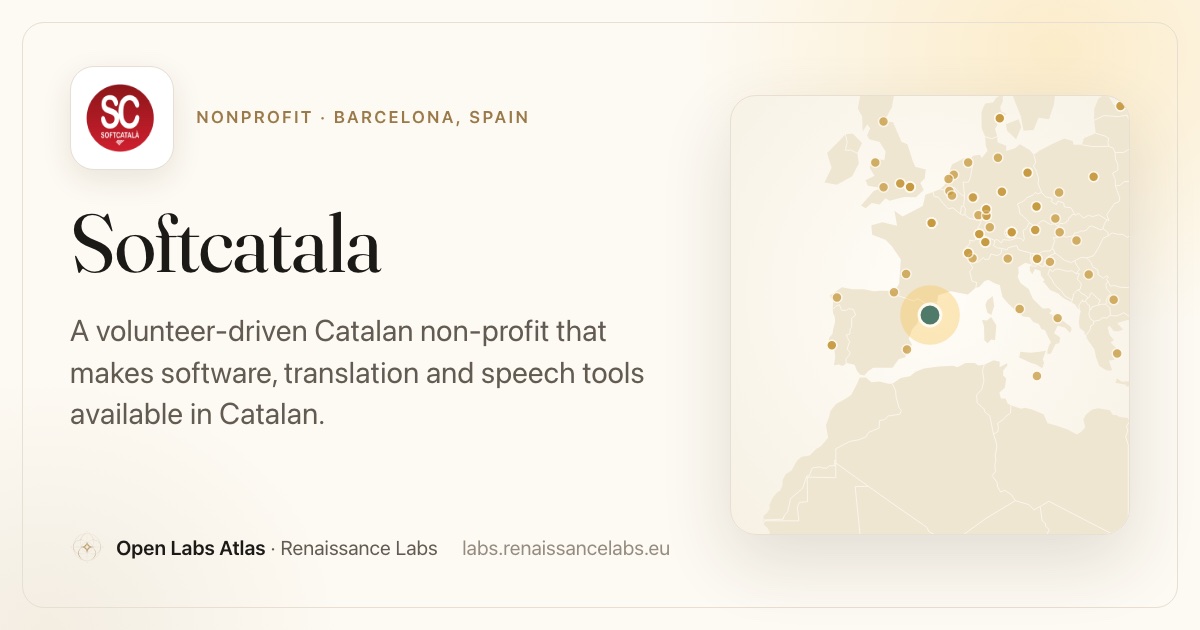 SC
SOFTCATALÀ
NONPROFIT · BARCELONA, SPAIN
Softcatala
A volunteer-driven Catalan non-profit that
makes software, translation and speech tools
available in Catalan.
Open Labs Atlas · Renaissance Labs labs.renaissancelabs.eu